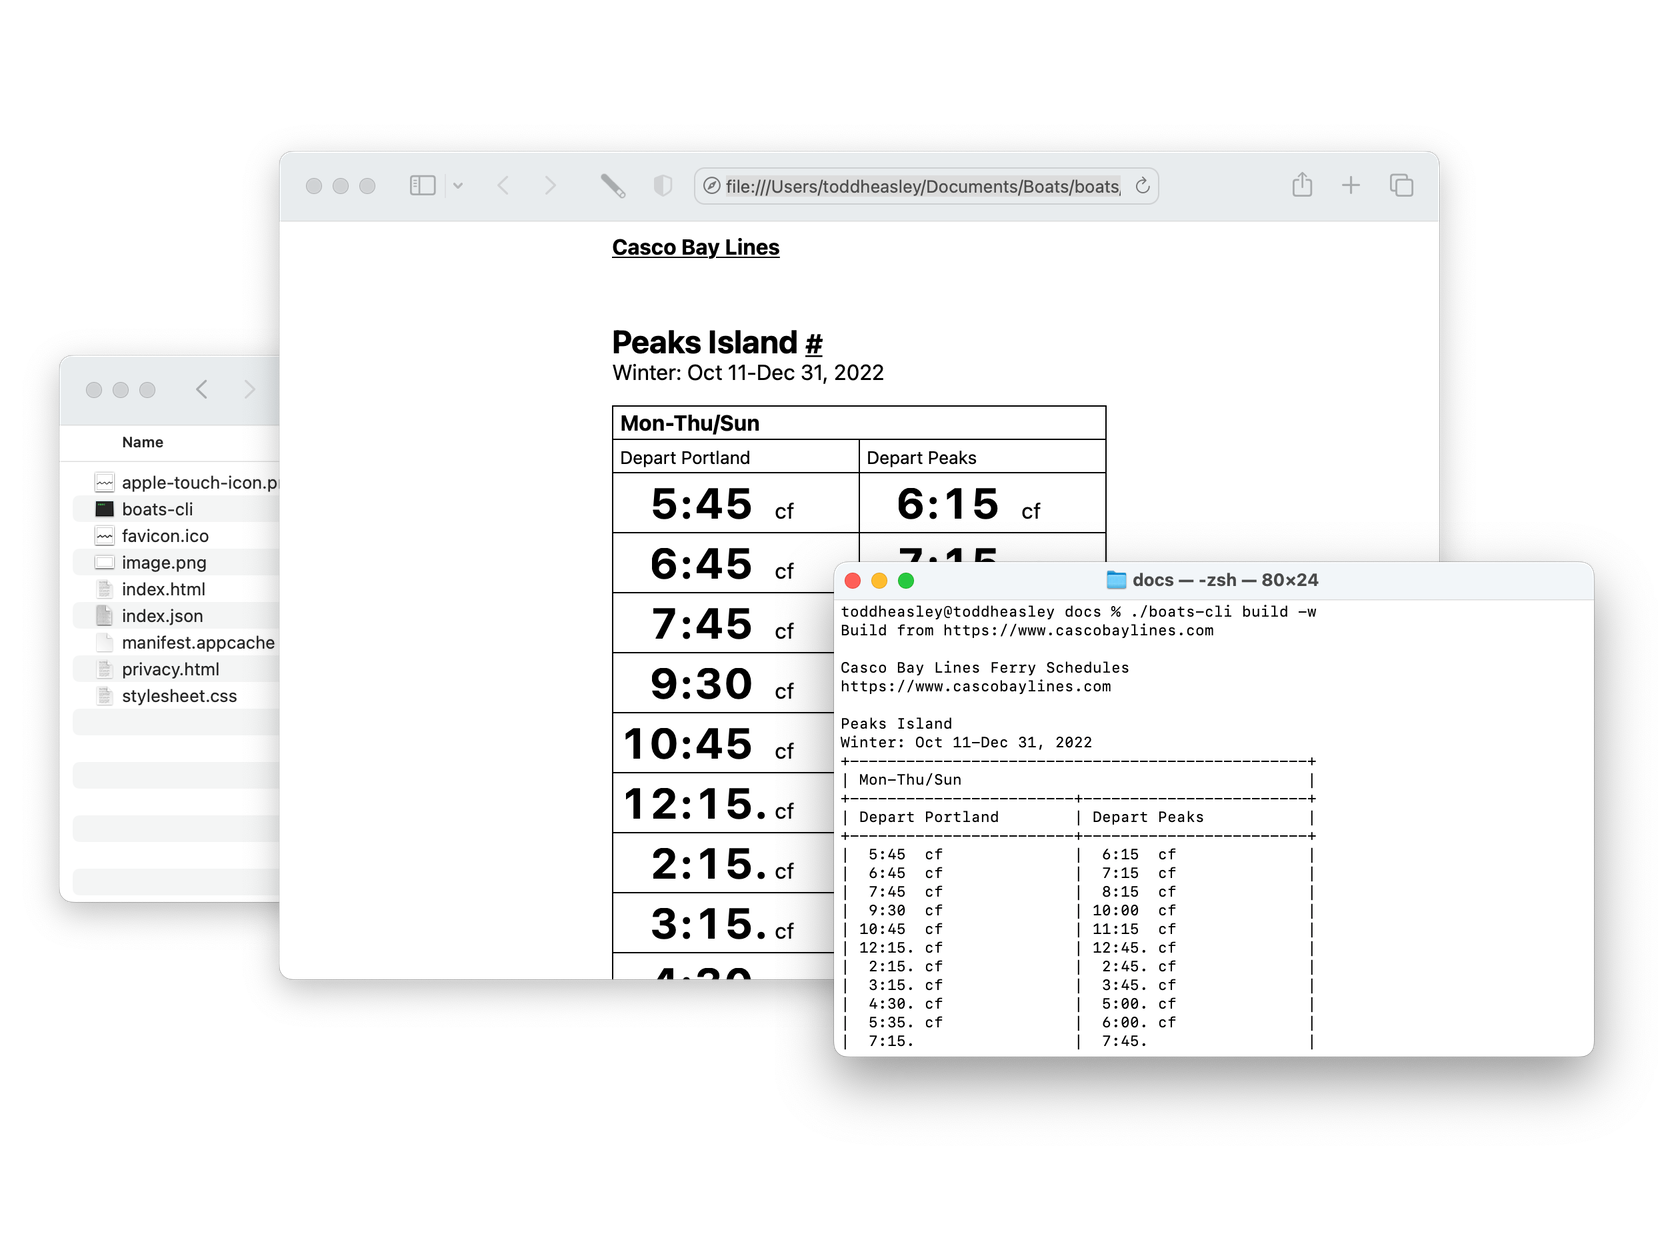 file:///Users/toddheasley/Documents/Boats/boats
Casco Bay Lines
Peaks Island #
Winter: Oct 11-Dec 31, 2022
Mon-Thu/Sun
Depart Portland Depart Peaks
5:45 cf 6:15 cf
6:45 cf 7:15
7:45 cf
9:30 cf
10:45 cf
12:15. cf
2:15. cf
3:15. cf
4:30
Name
apple-touch-icon.p
boats-cli
favicon.ico
image.png
index.html
index.json
manifest.appcache
privacy.html
stylesheet.css
docs — -zsh — 80×24
toddheasley@toddheasley docs % ./boats-cli build -w
Build from https://www.cascobaylines.com
Casco Bay Lines Ferry Schedules
https://www.cascobaylines.com
Peaks Island
Winter: Oct 11-Dec 31, 2022
+--------------------------------------------------+
| Mon-Thu/Sun |
+------------------------+-------------------------+
| Depart Portland | Depart Peaks |
+------------------------+-------------------------+
| 5:45 cf | 6:15 cf |
| 6:45 cf | 7:15 cf |
| 7:45 cf | 8:15 cf |
| 9:30 cf | 10:00 cf |
| 10:45 cf | 11:15 cf |
| 12:15. cf | 12:45. cf |
| 2:15. cf | 2:45. cf |
| 3:15. cf | 3:45. cf |
| 4:30. cf | 5:00. cf |
| 5:35. cf | 6:00. cf |
| 7:15. | 7:45. |